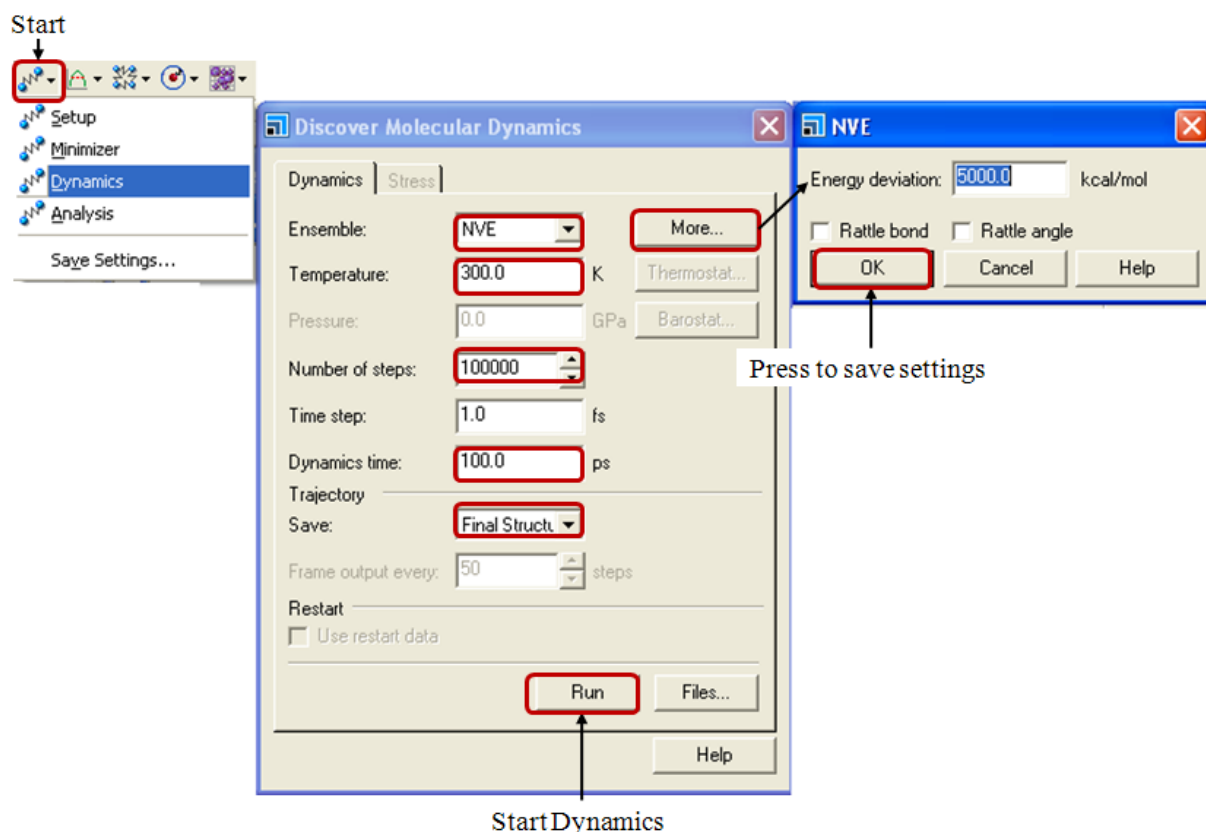 Start
Setup
Minimizer
Dynamics
Analysis
Save Settings...
Discover Molecular Dynamics
Dynamics Stress
Ensemble: NVE More...
Temperature: 300.0 K Thermostat...
Pressure: 0.0 GPa Barostat...
Number of steps: 100000
Time step: 1.0 fs
Dynamics time: 100.0 ps
Trajectory
Save: Final Structu
Frame output every: 50 steps
Restart
Use restart data
Run Files...
Help
Start Dynamics
NVE
Energy deviation: 5000.0 kcal/mol
Rattle bond Rattle angle
OK Cancel Help
Press to save settings